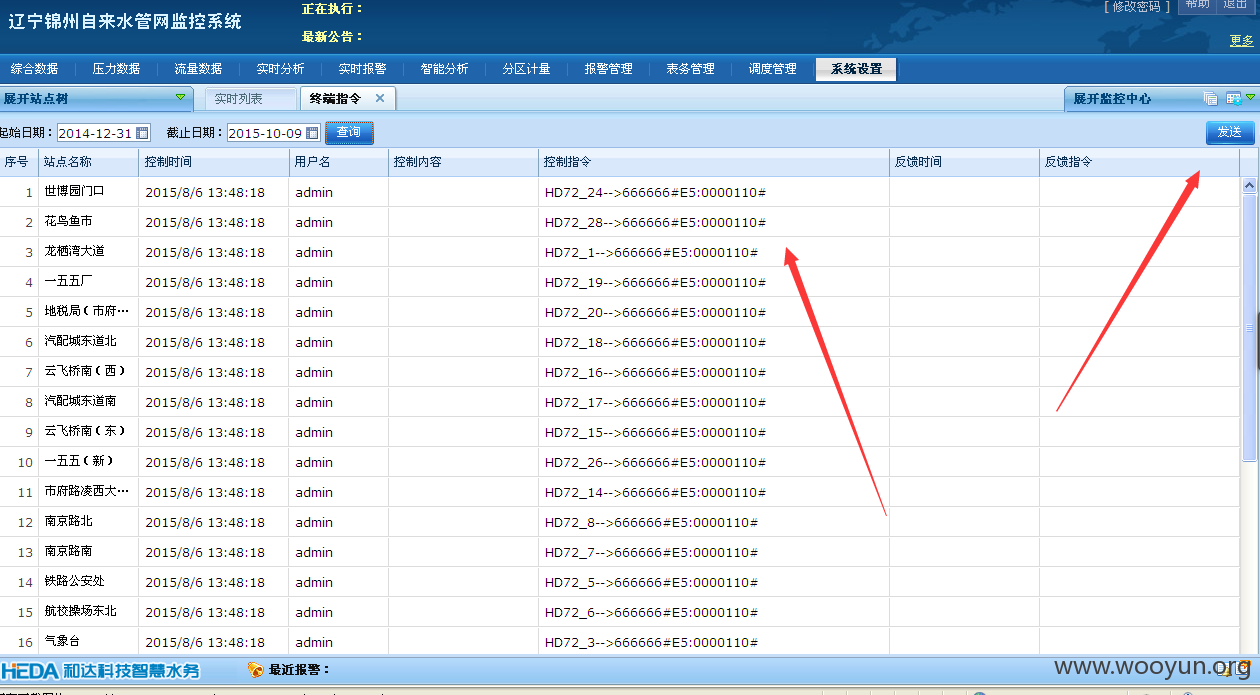 辽宁锦州自来水管网监控系统
正在执行：
最新公告：
[ 修改密码 ] 帮助 退出
更多
综合数据 压力数据 流量数据 实时分析 实时报警 智能分析 分区计量 报警管理 表务管理 调度管理 系统设置
展开站点树 实时列表 终端指令 展开监控中心
起始日期：2014-12-31 截止日期：2015-10-09 查询 发送
序号 站点名称 控制时间 用户名 控制内容 控制指令 反馈时间 反馈指令
1 世博园门口 2015/8/6 13:48:18 admin HD72_24-->666666#E5:0000110#
2 花鸟鱼市 2015/8/6 13:48:18 admin HD72_28-->666666#E5:0000110#
3 龙栖湾大道 2015/8/6 13:48:18 admin HD72_1-->666666#E5:0000110#
4 一五五厂 2015/8/6 13:48:18 admin HD72_19-->666666#E5:0000110#
5 地税局（市府… 2015/8/6 13:48:18 admin HD72_20-->666666#E5:0000110#
6 汽配城东道北 2015/8/6 13:48:18 admin HD72_18-->666666#E5:0000110#
7 云飞桥南（西） 2015/8/6 13:48:18 admin HD72_16-->666666#E5:0000110#
8 汽配城东道南 2015/8/6 13:48:18 admin HD72_17-->666666#E5:0000110#
9 云飞桥南（东） 2015/8/6 13:48:18 admin HD72_15-->666666#E5:0000110#
10 一五五（新） 2015/8/6 13:48:18 admin HD72_26-->666666#E5:0000110#
11 市府路凌西大… 2015/8/6 13:48:18 admin HD72_14-->666666#E5:0000110#
12 南京路北 2015/8/6 13:48:18 admin HD72_8-->666666#E5:0000110#
13 南京路南 2015/8/6 13:48:18 admin HD72_7-->666666#E5:0000110#
14 铁路公安处 2015/8/6 13:48:18 admin HD72_5-->666666#E5:0000110#
15 航校操场东北 2015/8/6 13:48:18 admin HD72_6-->666666#E5:0000110#
16 气象台 2015/8/6 13:48:18 admin HD72_3-->666666#E5:0000110#
HEDA 和达科技智慧水务 最近报警：
www.wooyun.org